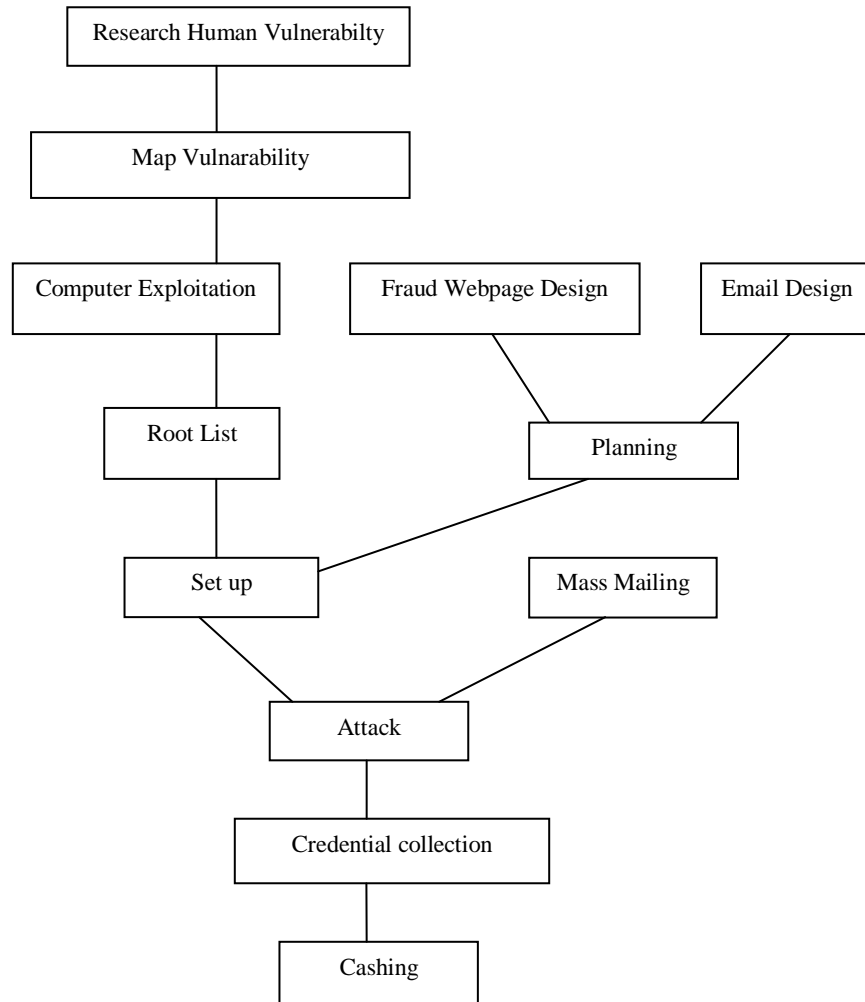 Research Human Vulnerabilty
Map Vulnarability
Computer Exploitation
Fraud Webpage Design
Email Design
Root List
Planning
Set up
Mass Mailing
Attack
Credential collection
Cashing